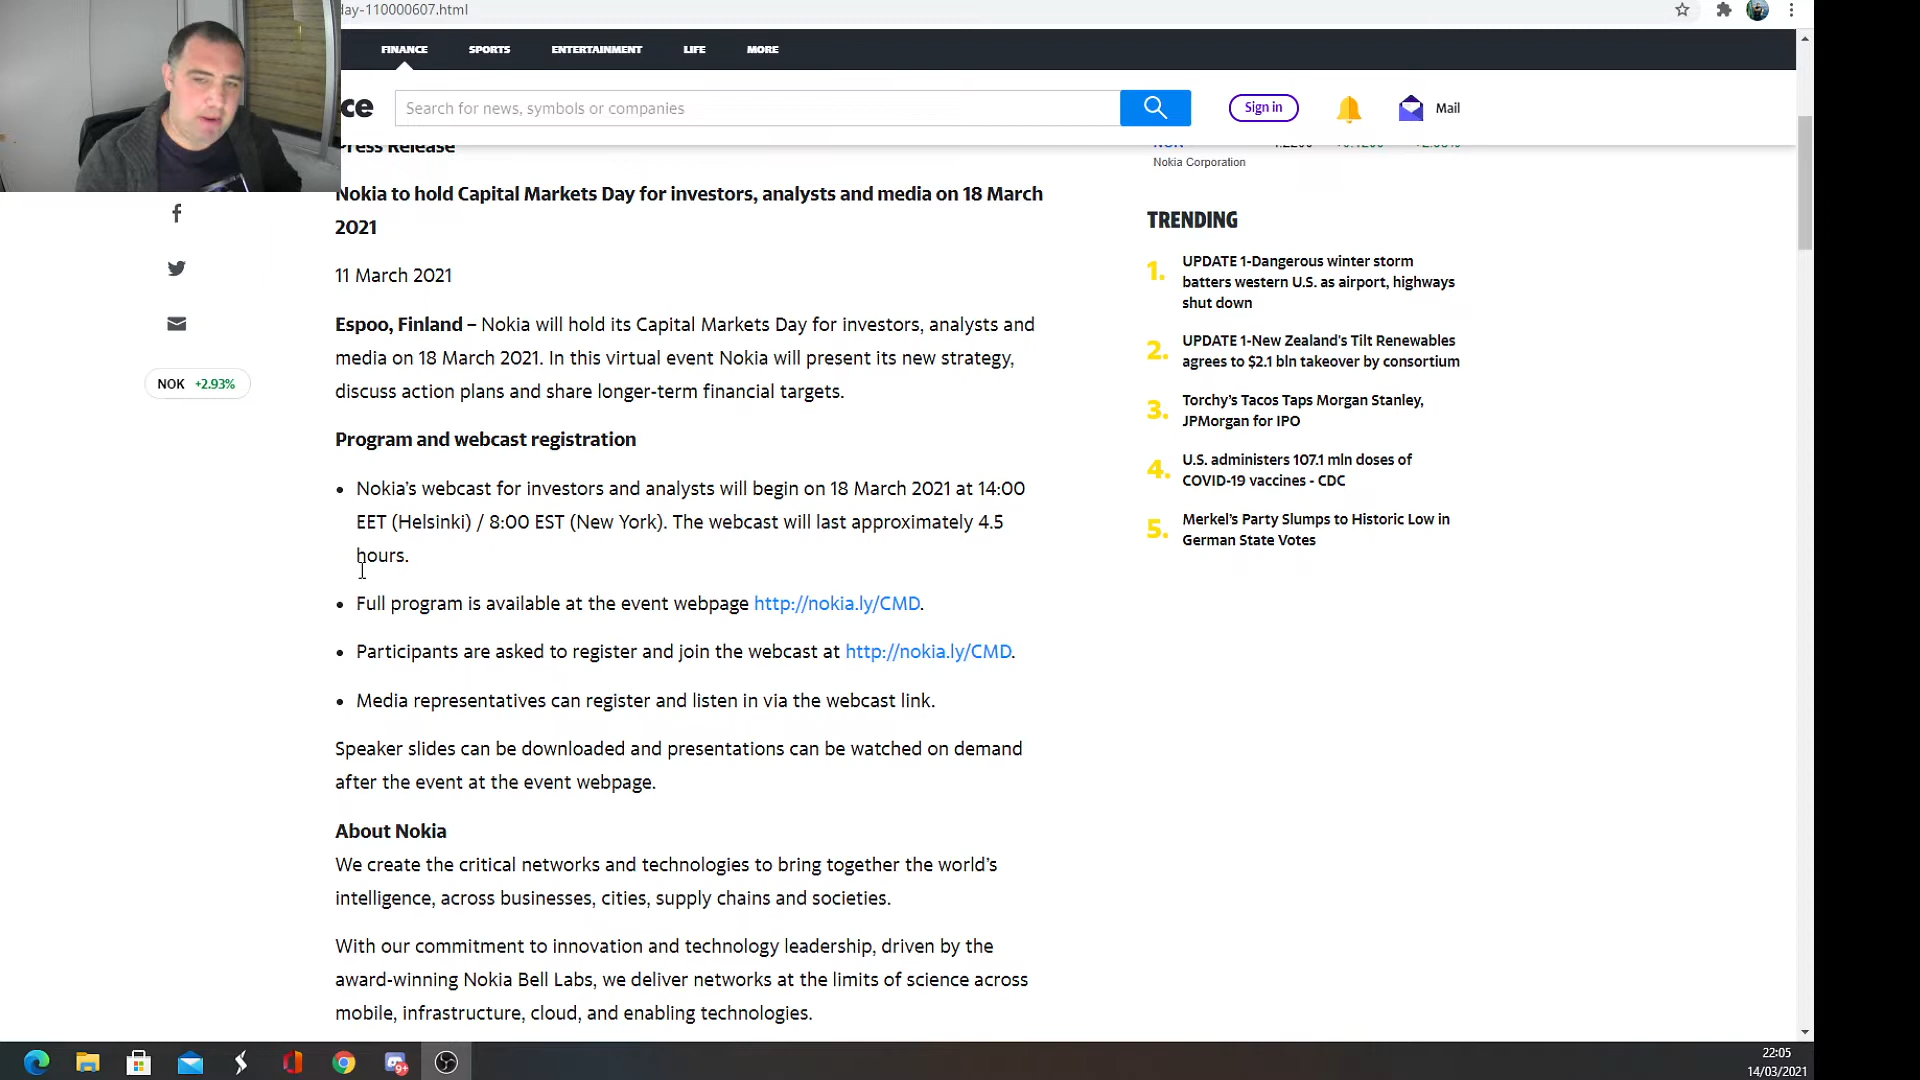 day-110000607.html
FINANCE SPORTS ENTERTAINMENT LIFE MORE
ce
Search for news, symbols or companies
Sign in
Mail
Press Release
Nokia to hold Capital Markets Day for investors, analysts and media on 18 March
2021
11 March 2021
Espoo, Finland – Nokia will hold its Capital Markets Day for investors, analysts and
media on 18 March 2021. In this virtual event Nokia will present its new strategy,
discuss action plans and share longer-term financial targets.
NOK +2.93%
Program and webcast registration
• Nokia's webcast for investors and analysts will begin on 18 March 2021 at 14:00
EET (Helsinki) / 8:00 EST (New York). The webcast will last approximately 4.5
hours.
• Full program is available at the event webpage http://nokia.ly/CMD.
• Participants are asked to register and join the webcast at http://nokia.ly/CMD.
• Media representatives can register and listen in via the webcast link.
Speaker slides can be downloaded and presentations can be watched on demand
after the event at the event webpage.
About Nokia
We create the critical networks and technologies to bring together the world's
intelligence, across businesses, cities, supply chains and societies.
With our commitment to innovation and technology leadership, driven by the
award-winning Nokia Bell Labs, we deliver networks at the limits of science across
mobile, infrastructure, cloud, and enabling technologies.
Nokia Corporation
TRENDING
1. UPDATE 1-Dangerous winter storm
batters western U.S. as airport, highways
shut down
2. UPDATE 1-New Zealand's Tilt Renewables
agrees to $2.1 bln takeover by consortium
3. Torchy's Tacos Taps Morgan Stanley,
JPMorgan for IPO
4. U.S. administers 107.1 mln doses of
COVID-19 vaccines - CDC
5. Merkel's Party Slumps to Historic Low in
German State Votes
9+
22:05
14/03/2021